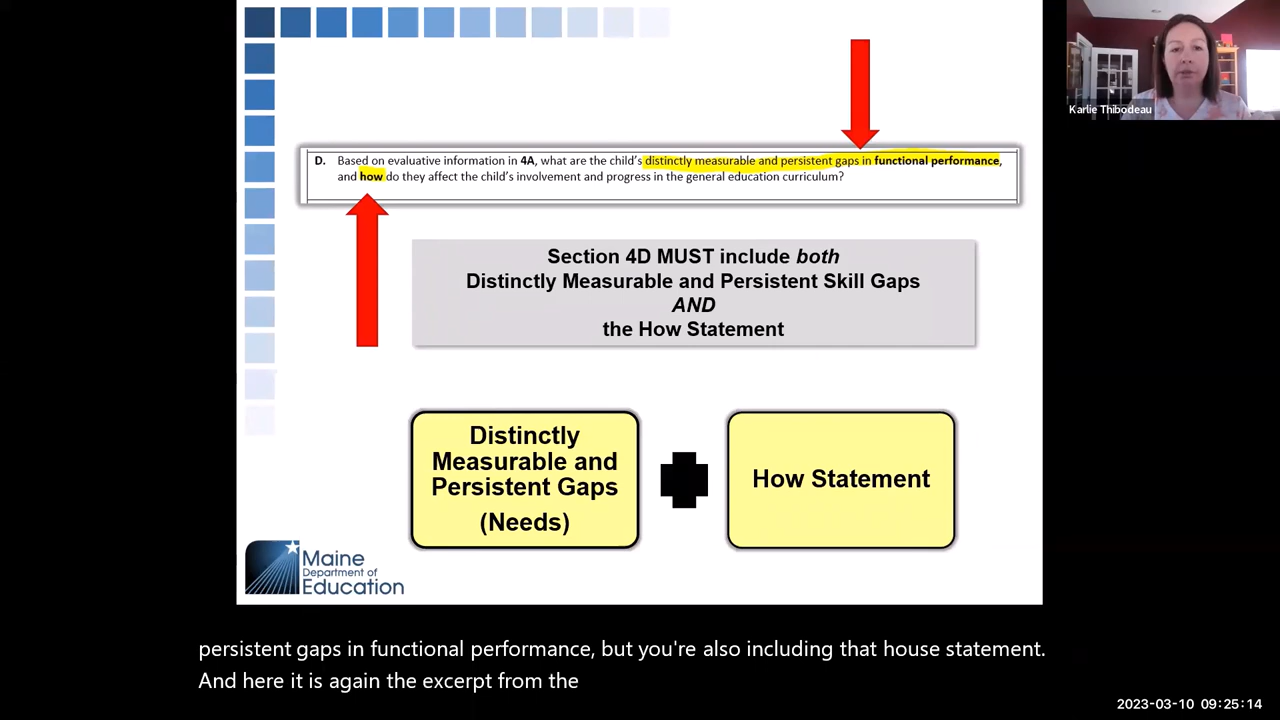 Karlie Thibodeau
D. Based on evaluative information in 4A, what are the child's distinctly measurable and persistent gaps in functional performance,
and how do they affect the child's involvement and progress in the general education curriculum?
Section 4D MUST include both
Distinctly Measurable and Persistent Skill Gaps
AND
the How Statement
Distinctly
Measurable and
Persistent Gaps
(Needs)
How Statement
Maine
Department of
Education
persistent gaps in functional performance, but you're also including that house statement.
And here it is again the excerpt from the
2023-03-10 09:25:14